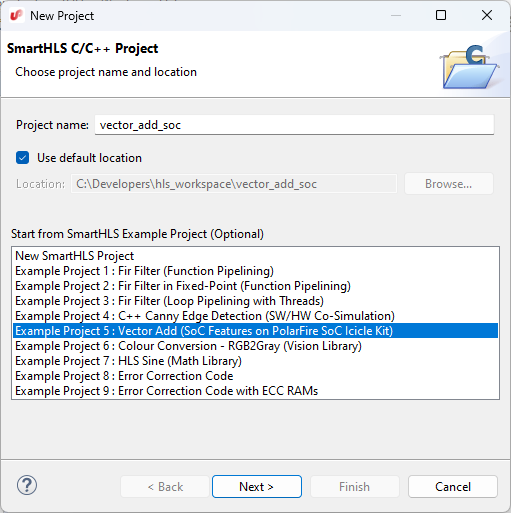 New Project
SmartHLS C/C++ Project
Choose project name and location
Project name: vector_add_soc
Use default location
Location: C:\Developers\hls_workspace\vector_add_soc Browse...
Start from SmartHLS Example Project (Optional)
New SmartHLS Project
Example Project 1 : Fir Filter (Function Pipelining)
Example Project 2 : Fir Filter in Fixed-Point (Function Pipelining)
Example Project 3 : Fir Filter (Loop Pipelining with Threads)
Example Project 4 : C++ Canny Edge Detection (SW/HW Co-Simulation)
Example Project 5 : Vector Add (SoC Features on PolarFire SoC Icicle Kit)
Example Project 6 : Colour Conversion - RGB2Gray (Vision Library)
Example Project 7 : HLS Sine (Math Library)
Example Project 8 : Error Correction Code
Example Project 9 : Error Correction Code with ECC RAMs
? < Back Next > Finish Cancel